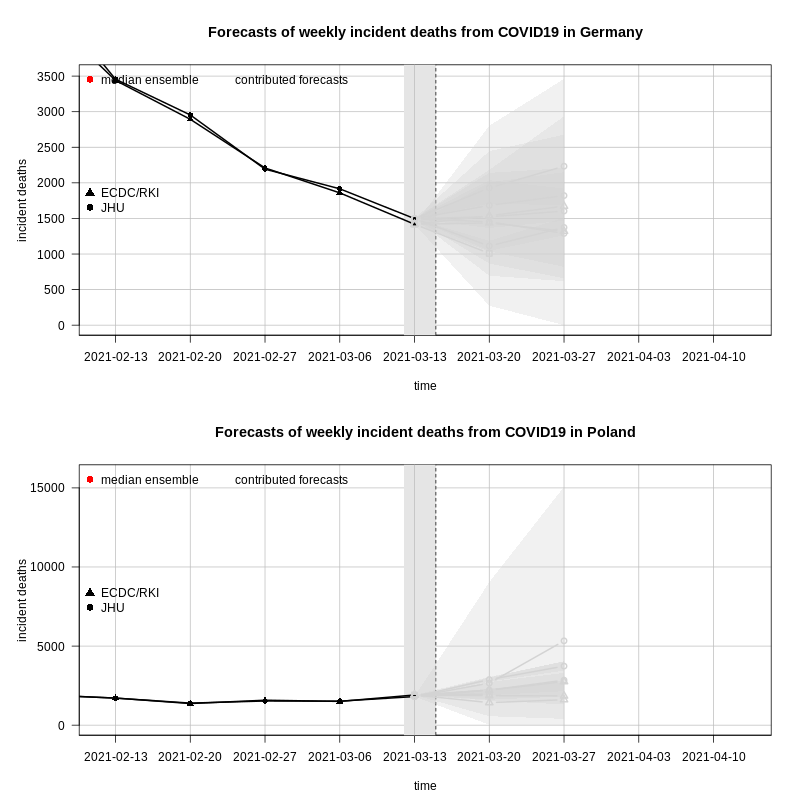 Forecasts of weekly incident deaths from COVID19 in Germany
incident deaths
3500
3000
2500
2000
1500
1000
500
0
median ensemble contributed forecasts
ECDC/RKI
JHU
2021-02-13 2021-02-20 2021-02-27 2021-03-06 2021-03-13 2021-03-20 2021-03-27 2021-04-03 2021-04-10
time
Forecasts of weekly incident deaths from COVID19 in Poland
incident deaths
15000
10000
5000
0
median ensemble contributed forecasts
ECDC/RKI
JHU
2021-02-13 2021-02-20 2021-02-27 2021-03-06 2021-03-13 2021-03-20 2021-03-27 2021-04-03 2021-04-10
time